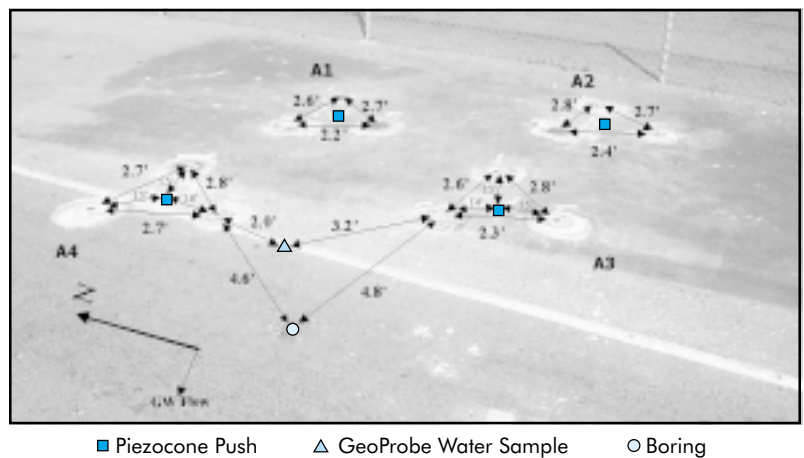 A1
A2
2.6'
2.7'
2.2'
2.8'
2.7'
2.4'
2.7'
2.8'
2.7'
2.6'
2.8'
2.3'
2.0'
3.2'
A4
A3
4.6'
4.8'
N
GW Flow
Piezocone Push
GeoProbe Water Sample
Boring